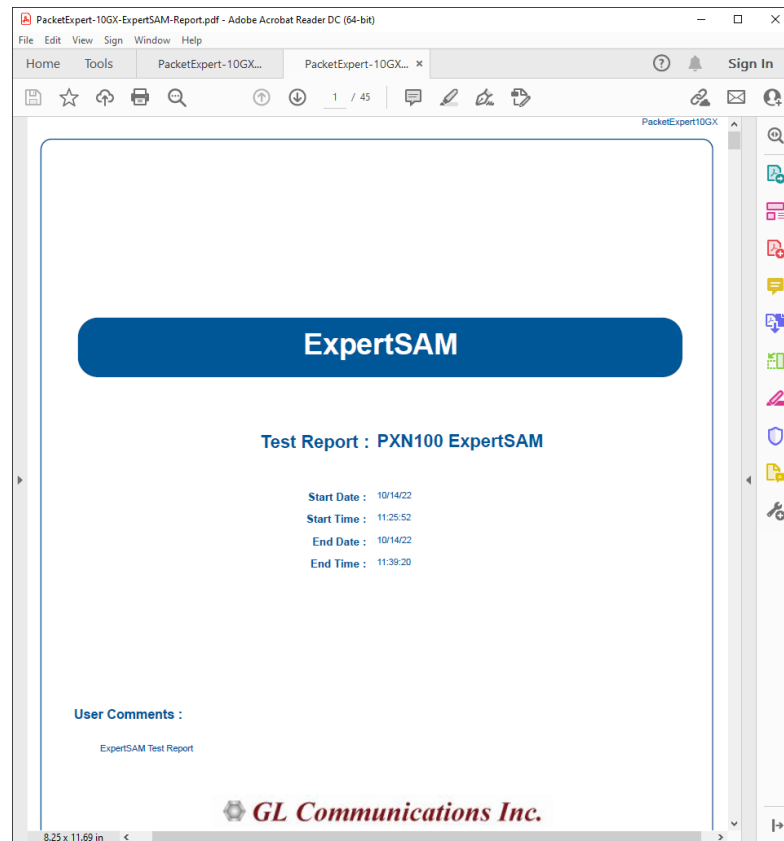 PacketExpert-10GX-ExpertSAM-Report.pdf - Adobe Acrobat Reader DC (64-bit)
File Edit View Sign Window Help
Home Tools PacketExpert-10GX... PacketExpert-10GX... × Sign In
1 / 45
PacketExpert10GX
ExpertSAM
Test Report : PXN100 ExpertSAM
Start Date : 10/14/22
Start Time : 11:25:52
End Date : 10/14/22
End Time : 11:39:20
User Comments :
ExpertSAM Test Report
GL Communications Inc.
8.25 x 11.69 in